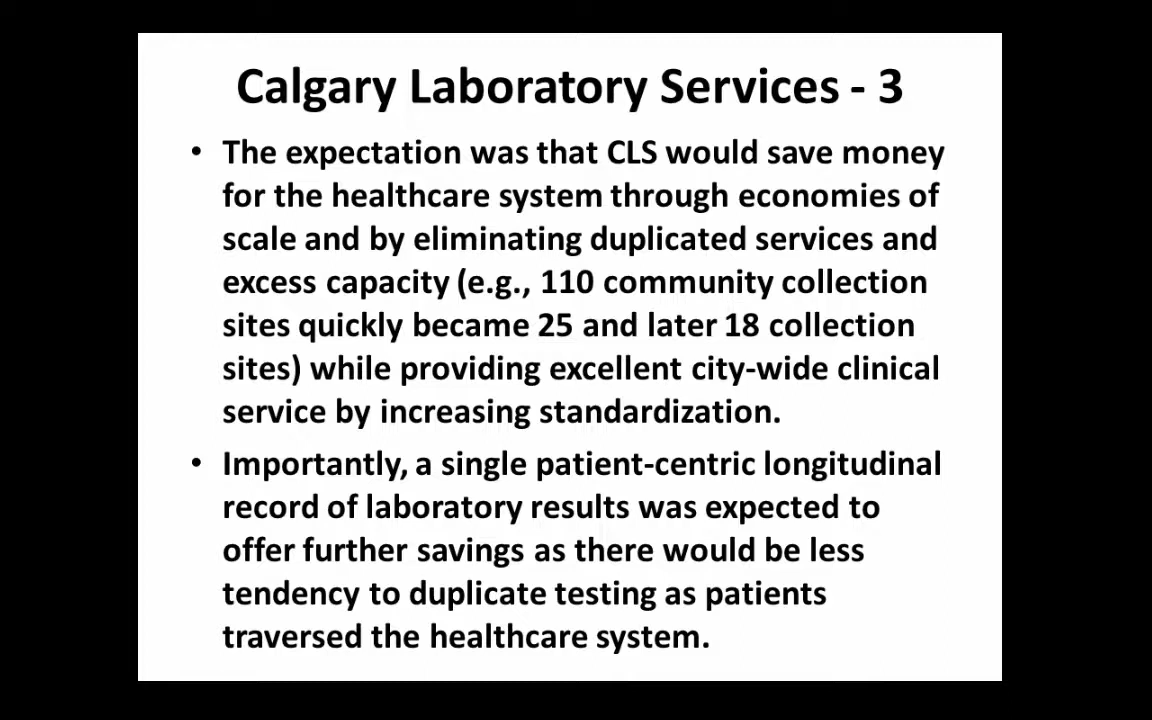 Calgary Laboratory Services - 3
• The expectation was that CLS would save money
for the healthcare system through economies of
scale and by eliminating duplicated services and
excess capacity (e.g., 110 community collection
sites quickly became 25 and later 18 collection
sites) while providing excellent city-wide clinical
service by increasing standardization.
• Importantly, a single patient-centric longitudinal
record of laboratory results was expected to
offer further savings as there would be less
tendency to duplicate testing as patients
traversed the healthcare system.